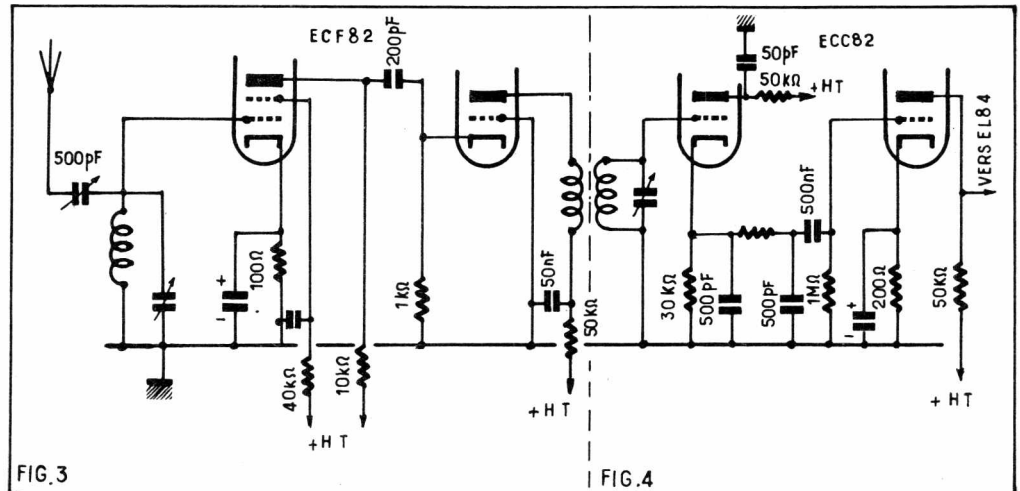 ECF82
200pF
500pF
100Ω
+
-
40kΩ
10kΩ
+HT
1kΩ
50nF
50kΩ
+HT
FIG.3
50pF
ECC82
50kΩ
+HT
500nF
30KΩ
500pF
500pF
1MΩ
+
-
200Ω
50kΩ
VERS EL84
+HT
FIG.4